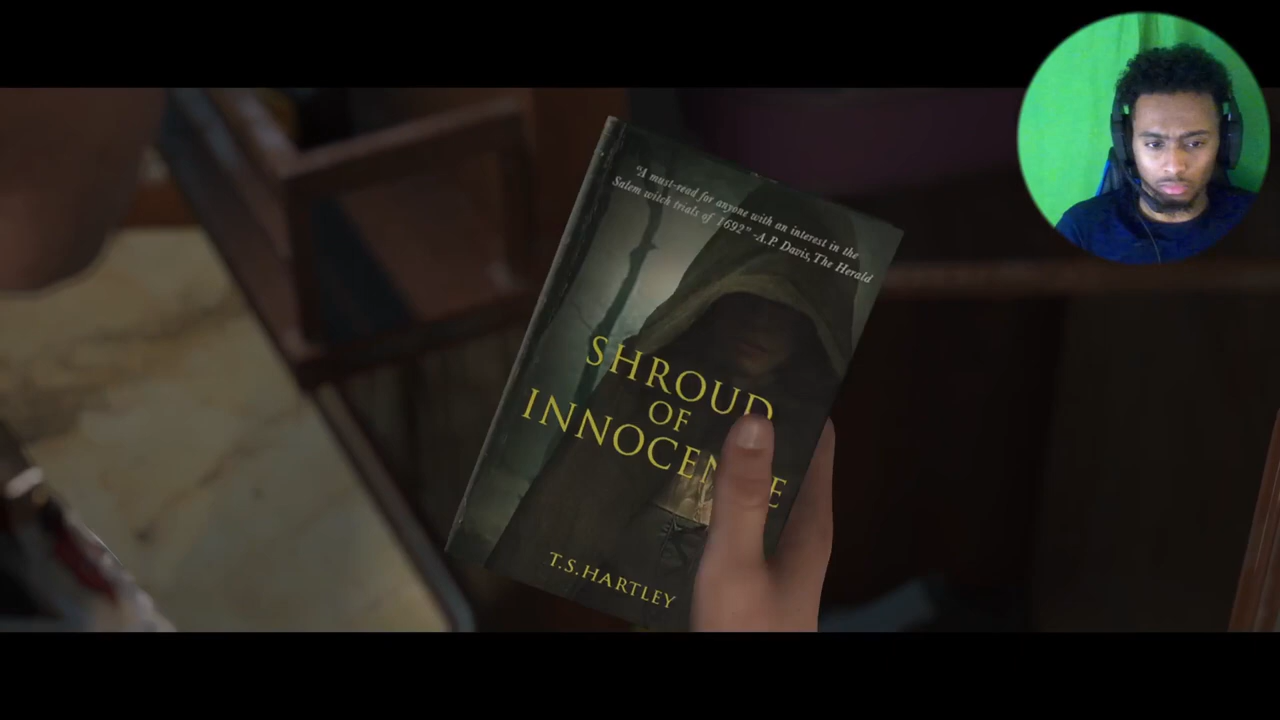 "A must-read for anyone with an interest in the
Salem witch trials of 1692" -A.P. Davis, The Herald
SHROUD
OF
INNOCENCE
T.S.HARTLEY